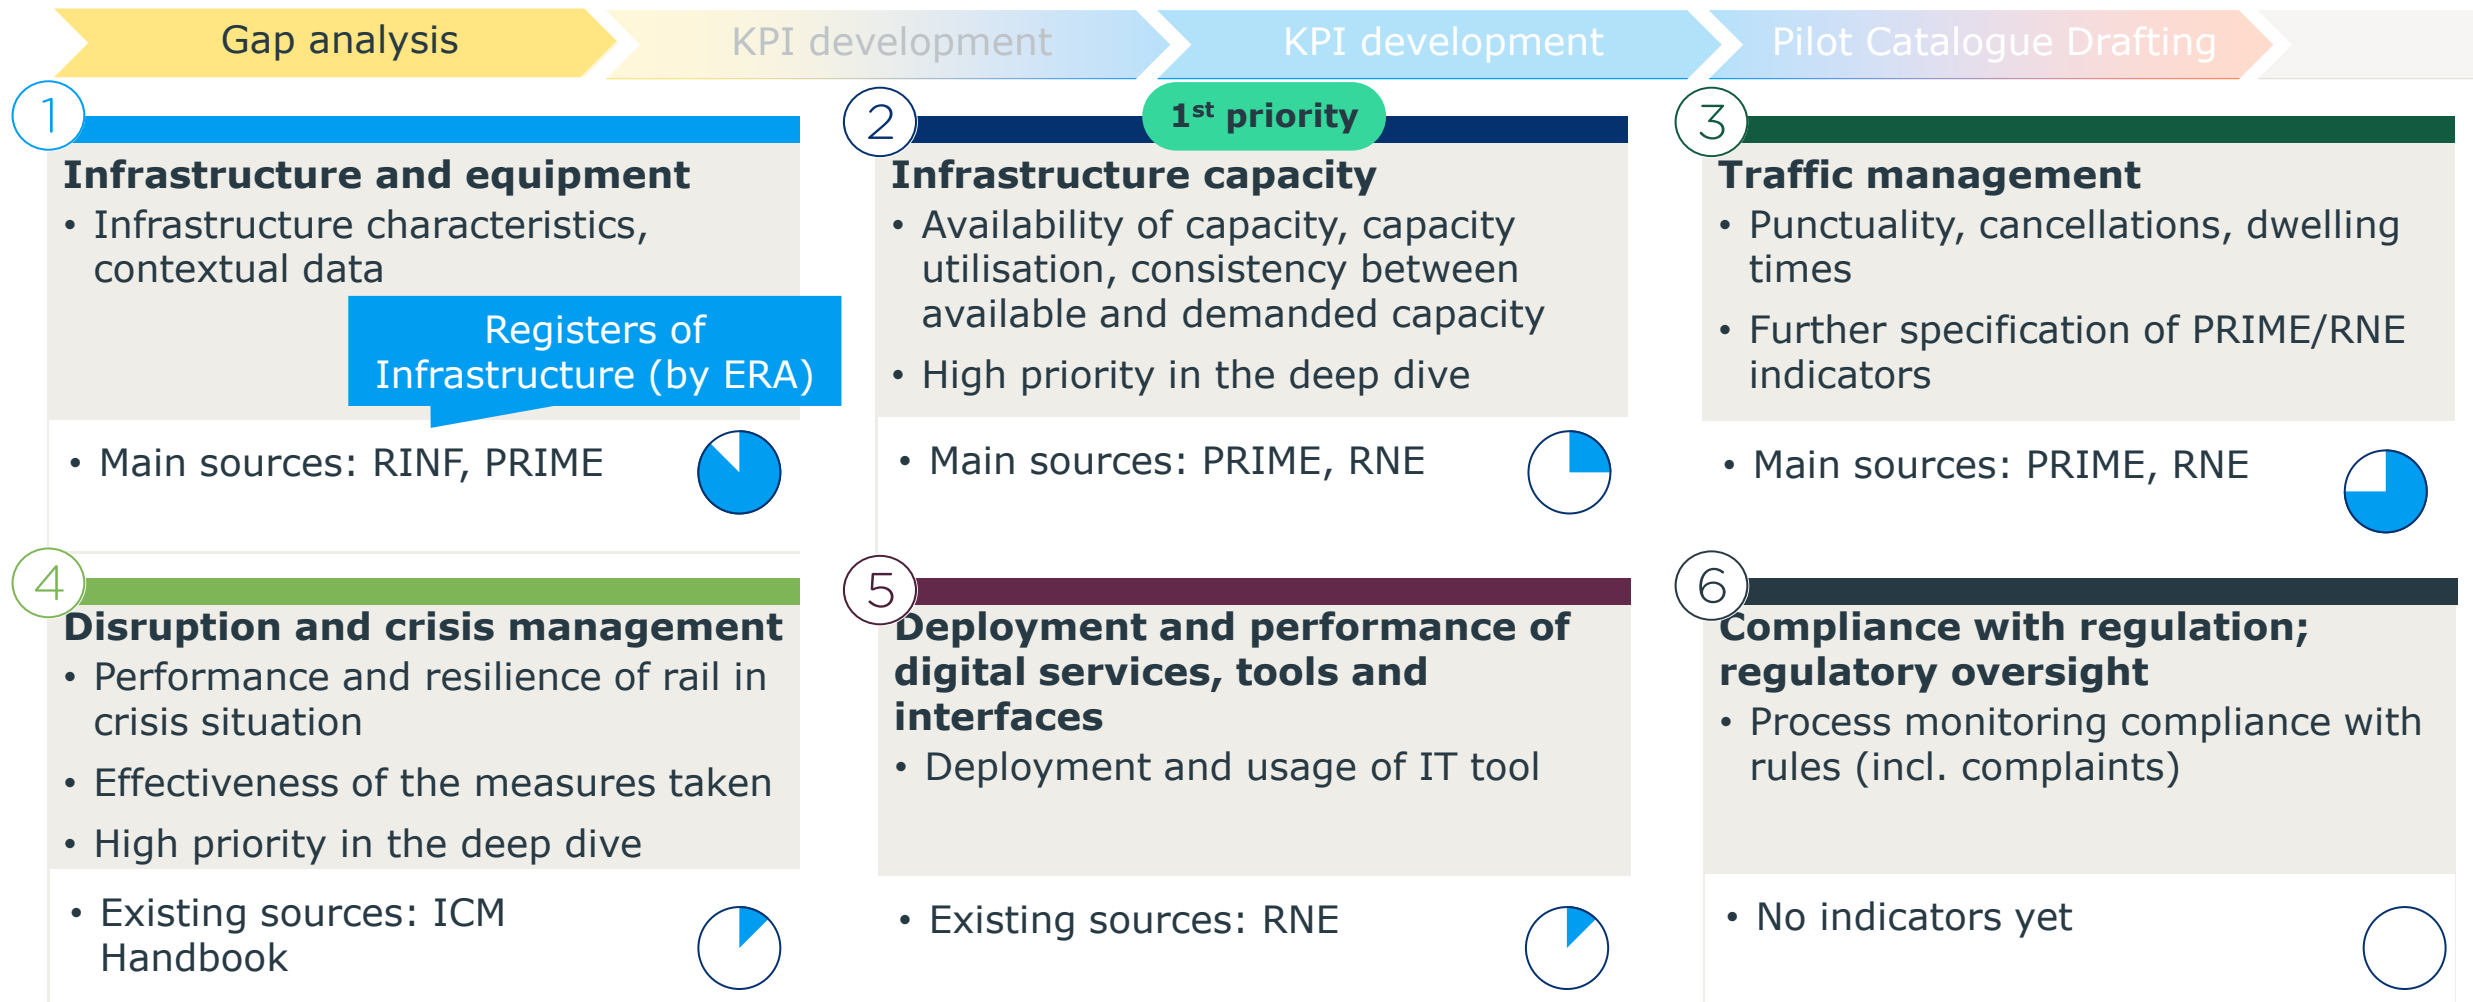 Gap analysis
KPI development
KPI development
Pilot Catalogue Drafting
1
Infrastructure and equipment
• Infrastructure characteristics,
contextual data
Registers of
Infrastructure (by ERA)
• Main sources: RINF, PRIME
2
1st priority
Infrastructure capacity
• Availability of capacity, capacity
utilisation, consistency between
available and demanded capacity
• High priority in the deep dive
• Main sources: PRIME, RNE
3
Traffic management
• Punctuality, cancellations, dwelling
times
• Further specification of PRIME/RNE
indicators
• Main sources: PRIME, RNE
4
Disruption and crisis management
• Performance and resilience of rail in
crisis situation
• Effectiveness of the measures taken
• High priority in the deep dive
• Existing sources: ICM
Handbook
5
Deployment and performance of
digital services, tools and
interfaces
• Deployment and usage of IT tool
• Existing sources: RNE
6
Compliance with regulation;
regulatory oversight
• Process monitoring compliance with
rules (incl. complaints)
• No indicators yet